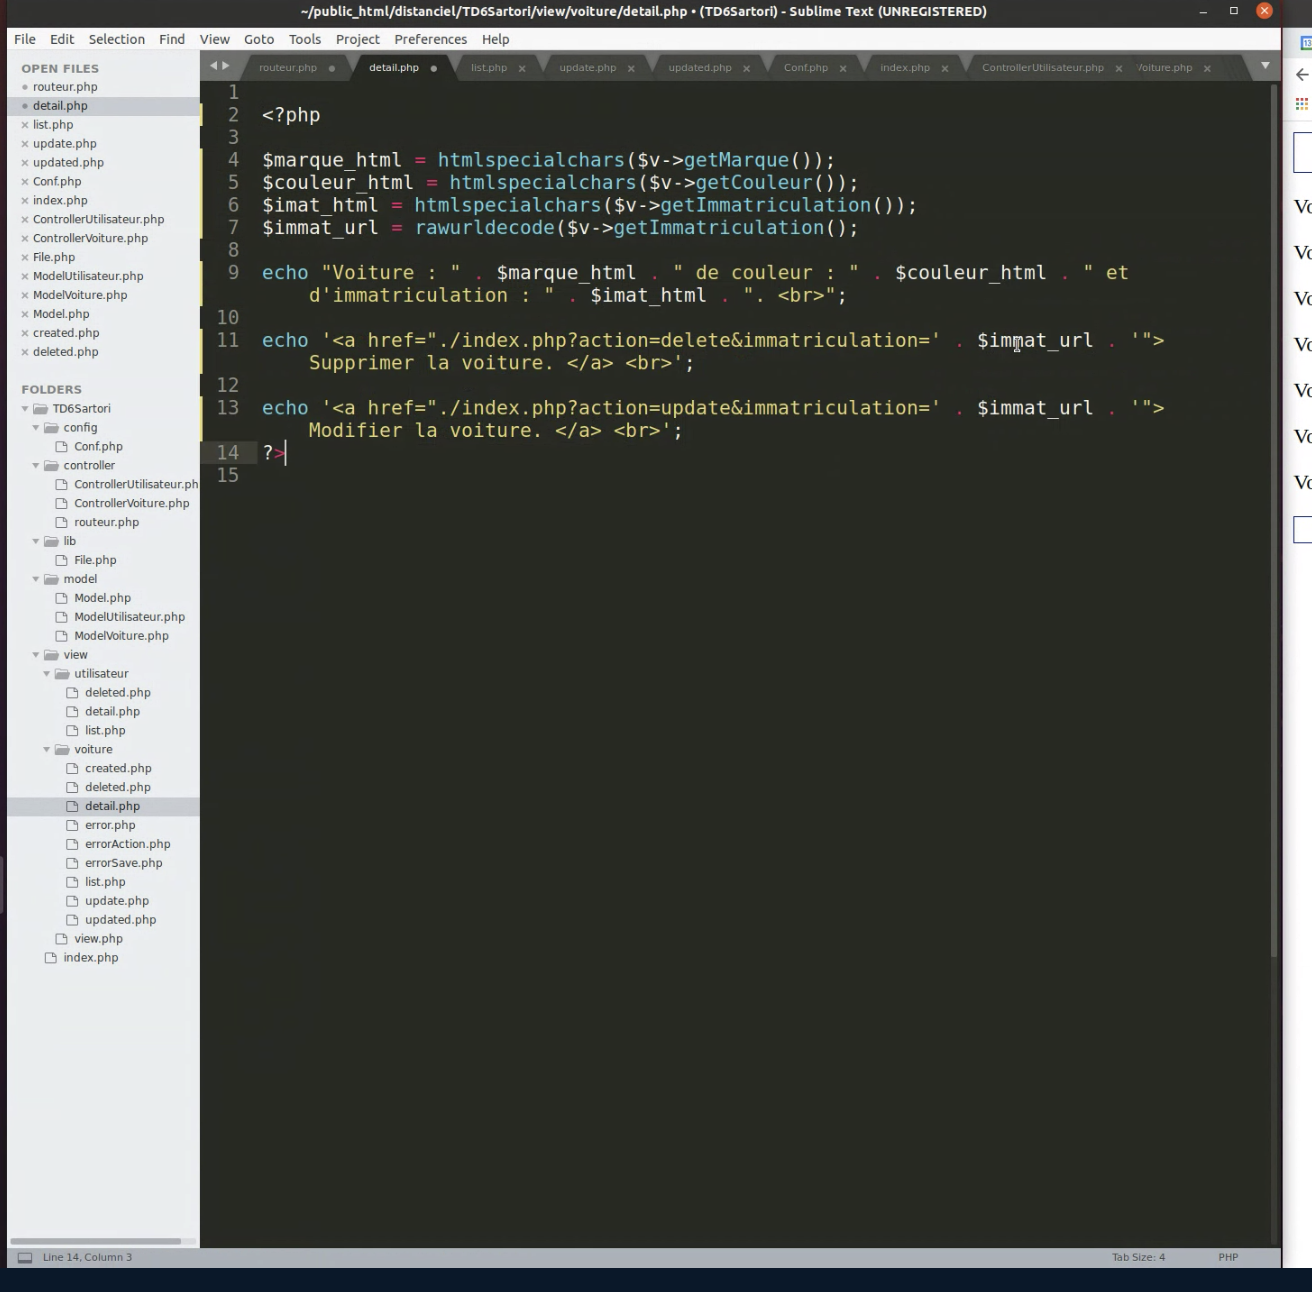 ~/public_html/distanciel/TD6Sartori/view/voiture/detail.php • (TD6Sartori) - Sublime Text (UNREGISTERED)
File Edit Selection Find View Goto Tools Project Preferences Help
OPEN FILES
routeur.php
detail.php
list.php
update.php
updated.php
Conf.php
index.php
ControllerUtilisateur.php
ControllerVoiture.php
File.php
ModelUtilisateur.php
ModelVoiture.php
Model.php
created.php
deleted.php
FOLDERS
TD6Sartori
config
Conf.php
controller
ControllerUtilisateur.ph
ControllerVoiture.php
routeur.php
lib
File.php
model
Model.php
ModelUtilisateur.php
ModelVoiture.php
view
utilisateur
deleted.php
detail.php
list.php
voiture
created.php
deleted.php
detail.php
error.php
errorAction.php
errorSave.php
list.php
update.php
updated.php
view.php
index.php
routeur.php detail.php list.php update.php updated.php Conf.php index.php ControllerUtilisateur.php /oiture.php
1
2 <?php
3
4 $marque_html = htmlspecialchars($v->getMarque());
5 $couleur_html = htmlspecialchars($v->getCouleur());
6 $imat_html = htmlspecialchars($v->getImmatriculation());
7 $immat_url = rawurldecode($v->getImmatriculation();
8
9 echo "Voiture : " . $marque_html . " de couleur : " . $couleur_html . " et
d'immatriculation : " . $imat_html . ". <br>";
10
11 echo '<a href="./index.php?action=delete&immatriculation=' . $immat_url . '">
Supprimer la voiture. </a> <br>';
12
13 echo '<a href="./index.php?action=update&immatriculation=' . $immat_url . '">
Modifier la voiture. </a> <br>';
14 ?>
15
Vo
Vo
Vo
Vo
Vo
Vo
Vo
Line 14, Column 3
Tab Size: 4 PHP